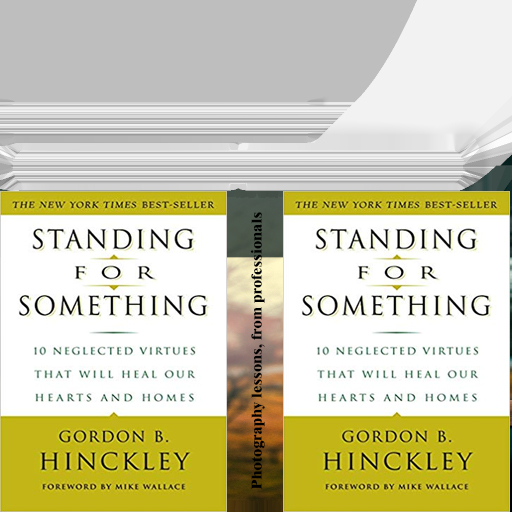 THE NEW YORK TIMES BEST-SELLER
STANDING
FOR
SOMETHING
10 NEGLECTED VIRTUES
THAT WILL HEAL OUR
HEARTS AND HOMES
GORDON B.
HINCKLEY
FOREWORD BY MIKE WALLACE
Photography lessons, from professionals
THE NEW YORK TIMES BEST-SELLER
STANDING
FOR
SOMETHING
10 NEGLECTED VIRTUES
THAT WILL HEAL OUR
HEARTS AND HOMES
GORDON B.
HINCKLEY
FOREWORD BY MIKE WALLACE